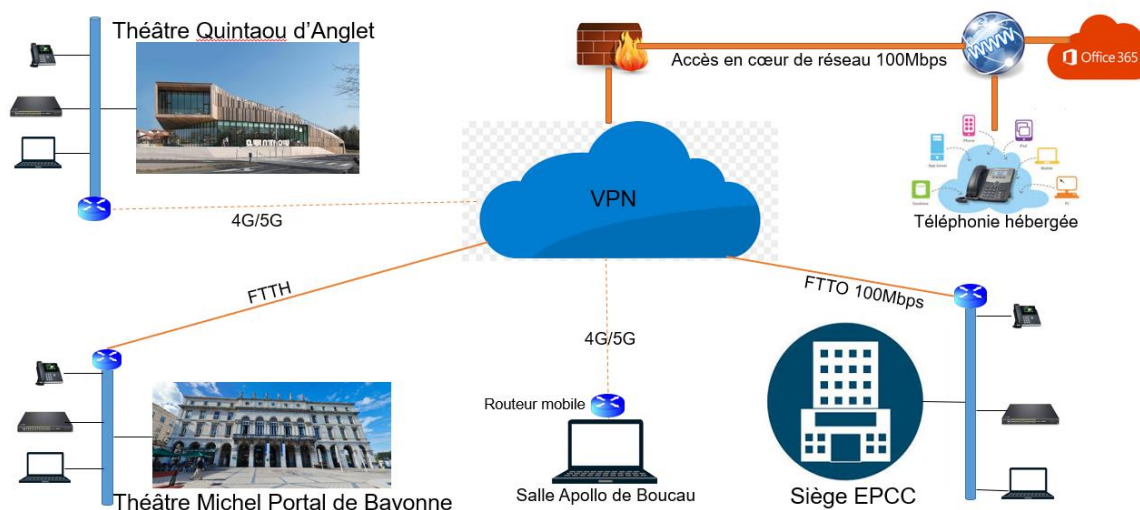 Théâtre Quintaou d'Anglet
Accès en cœur de réseau 100Mbps
WWW
Office 365
VPN
4G/5G
Téléphonie hébergée
FTTH
FTTO 100Mbps
4G/5G
Routeur mobile
Salle Apollo de Boucau
Siège EPCC
Théâtre Michel Portal de Bayonne